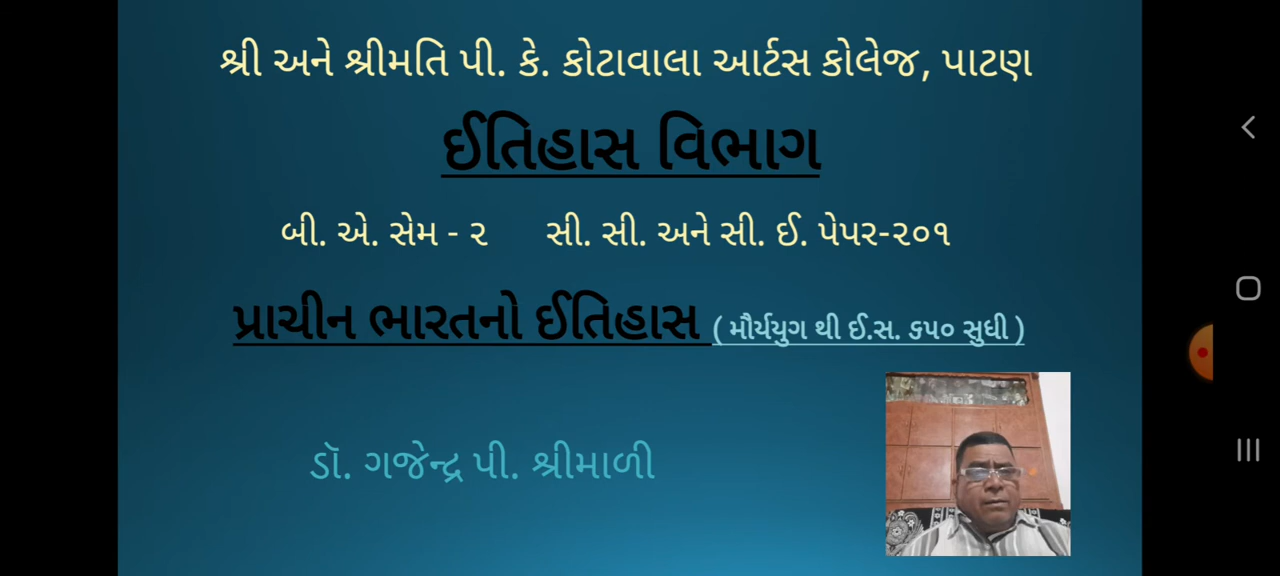 શ્રી અને શ્રીમતિ પી. કે. કોટાવાલા આર્ટસ કોલેજ, પાટણ
ઈતિહાસ વિભાગ
બી. એ. સેમ - ૨ સી. સી. અને સી. ઈ. પેપર-૨૦૧
પ્રાચીન ભારતનો ઈતિહાસ ( મૌર્યયુગ થી ઈ.સ. ૬૫૦ સુધી )
ડૉ. ગજેન્દ્ર પી. શ્રીમાળી